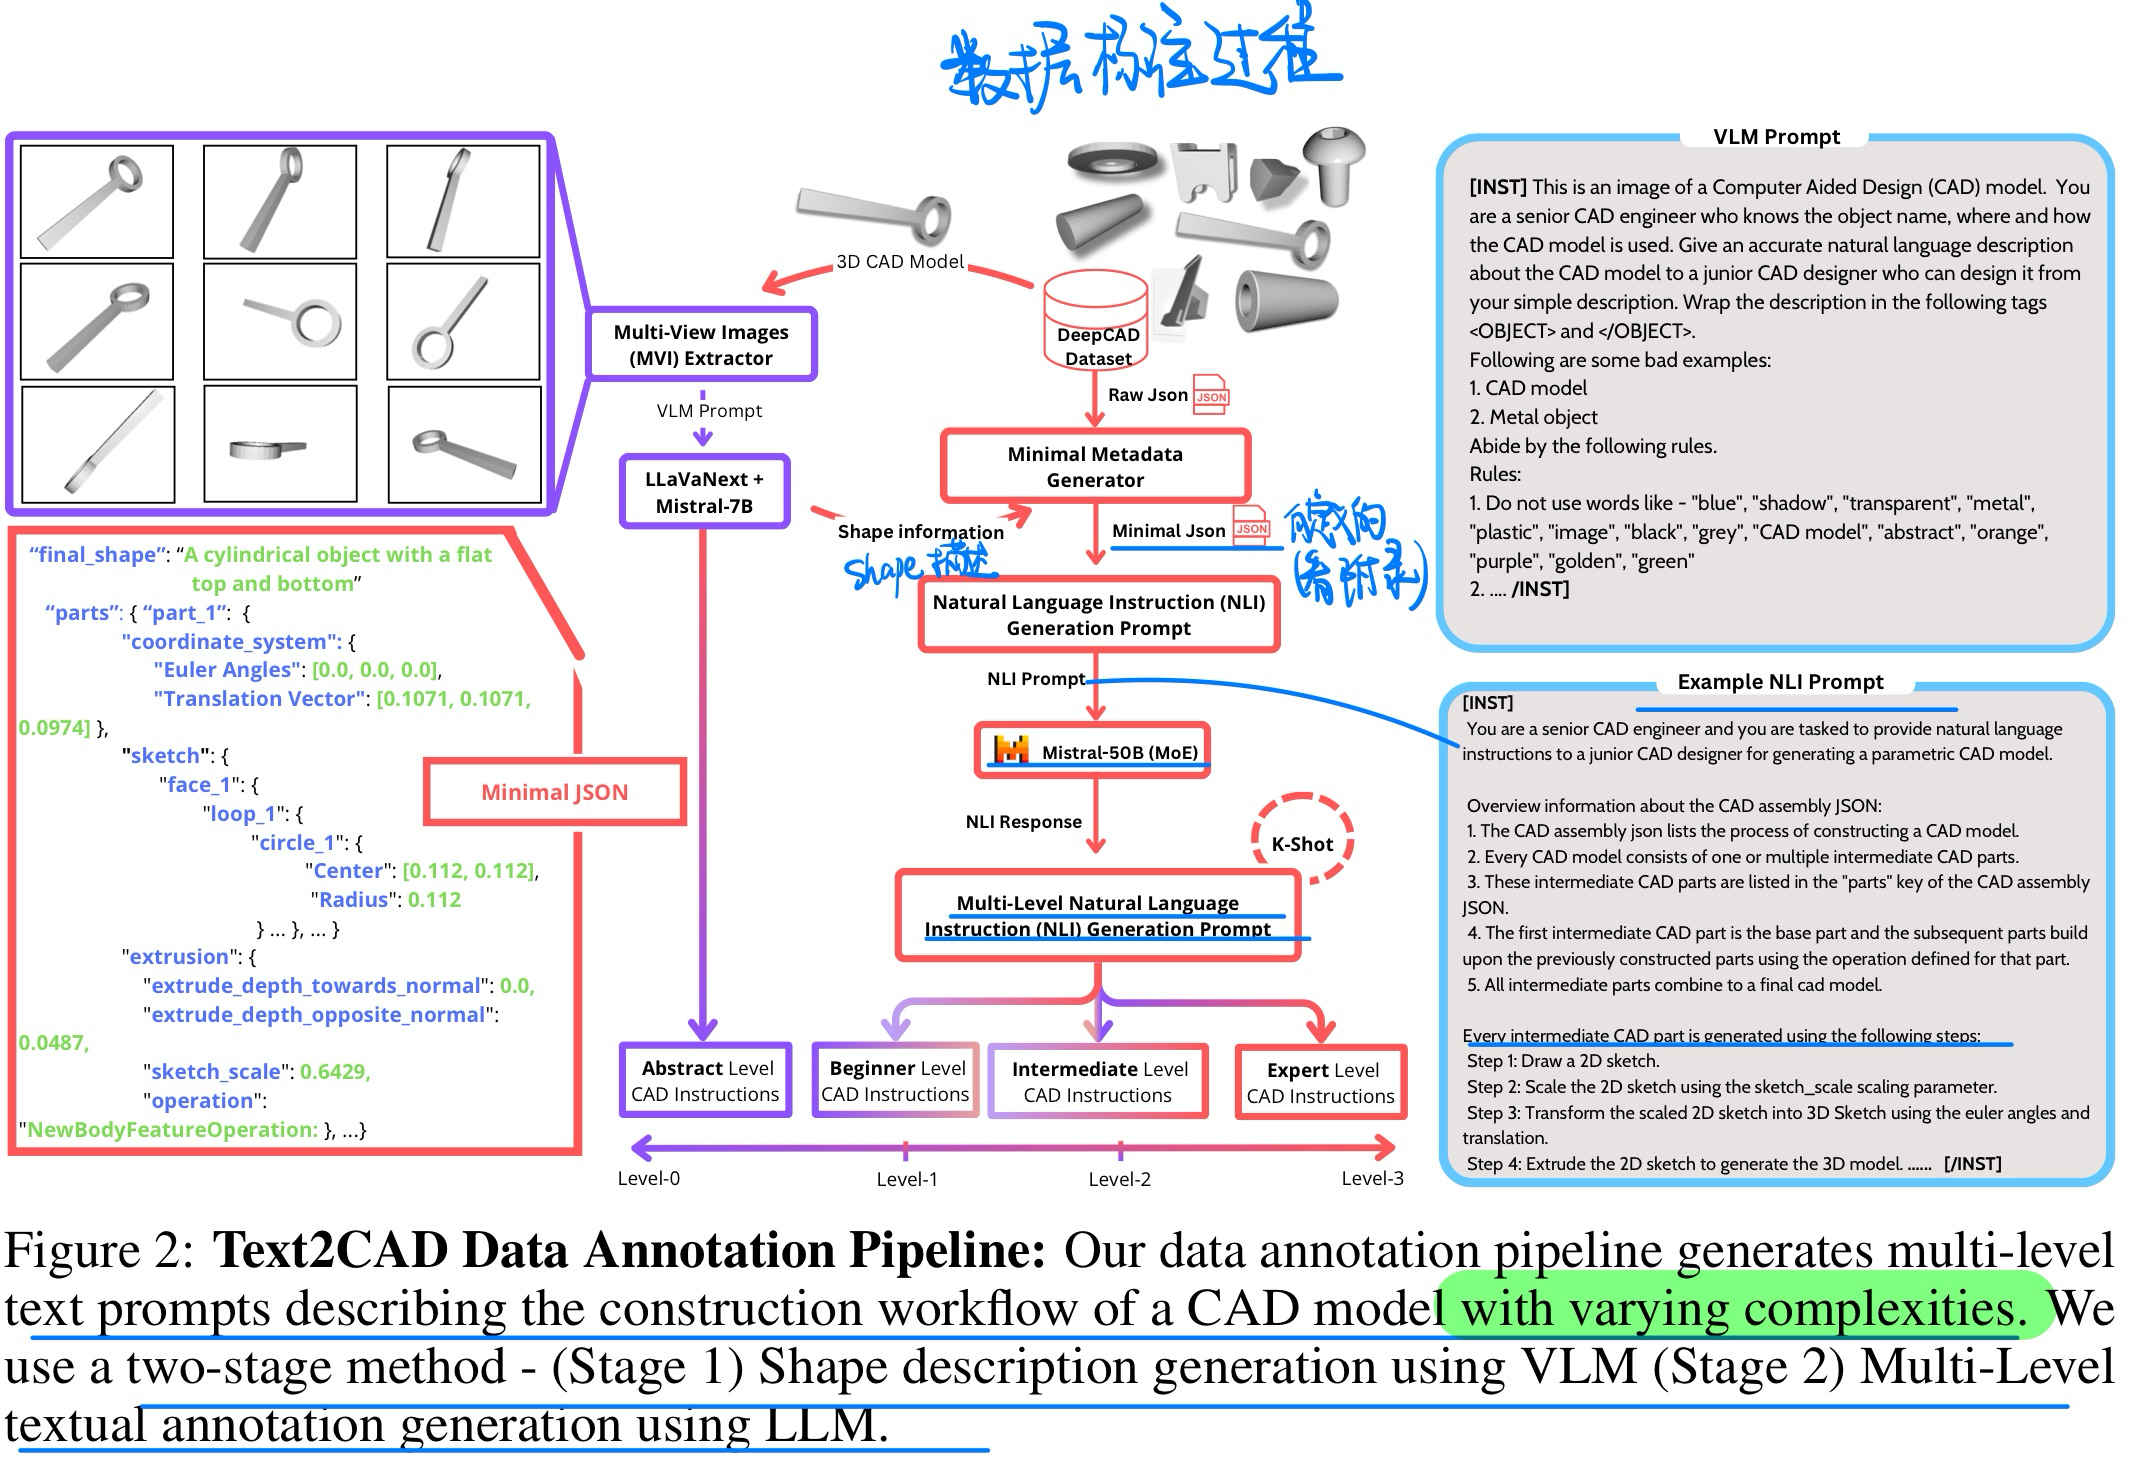 数据标注过程
3D CAD Model
DeepCAD
Dataset
Multi-View Images
(MVI) Extractor
VLM Prompt
LLaVaNext +
Mistral-7B
Raw Json
JSON
Minimal Metadata
Generator
Shape information
shape 描述
Minimal Json
JSON
(看附录)
Natural Language Instruction (NLI)
Generation Prompt
NLI Prompt
Mistral-50B (MoE)
NLI Response
K-Shot
Multi-Level Natural Language
Instruction (NLI) Generation Prompt
Abstract Level
CAD Instructions
Beginner Level
CAD Instructions
Intermediate Level
CAD Instructions
Expert Level
CAD Instructions
Level-0
Level-1
Level-2
Level-3
“final_shape”: “A cylindrical object with a flat
top and bottom”
“parts”: { “part_1”: {
"coordinate_system": {
"Euler Angles": [0.0, 0.0, 0.0],
"Translation Vector": [0.1071, 0.1071,
0.0974] },
"sketch": {
"face_1": {
"loop_1": {
"circle_1": {
"Center": [0.112, 0.112],
"Radius": 0.112
} ... }, ... }
"extrusion": {
"extrude_depth_towards_normal": 0.0,
"extrude_depth_opposite_normal":
0.0487,
"sketch_scale": 0.6429,
"operation":
"NewBodyFeatureOperation: }, ...}
Minimal JSON
VLM Prompt
[INST] This is an image of a Computer Aided Design (CAD) model. You
are a senior CAD engineer who knows the object name, where and how
the CAD model is used. Give an accurate natural language description
about the CAD model to a junior CAD designer who can design it from
your simple description. Wrap the description in the following tags
<OBJECT> and </OBJECT>.
Following are some bad examples:
1. CAD model
2. Metal object
Abide by the following rules.
Rules:
1. Do not use words like - "blue", "shadow", "transparent", "metal",
"plastic", "image", "black", "grey", "CAD model", "abstract", "orange",
"purple", "golden", "green"
2. .... /INST]
Example NLI Prompt
[INST]
You are a senior CAD engineer and you are tasked to provide natural language
instructions to a junior CAD designer for generating a parametric CAD model.
Overview information about the CAD assembly JSON:
1. The CAD assembly json lists the process of constructing a CAD model.
2. Every CAD model consists of one or multiple intermediate CAD parts.
3. These intermediate CAD parts are listed in the "parts" key of the CAD assembly
JSON.
4. The first intermediate CAD part is the base part and the subsequent parts build
upon the previously constructed parts using the operation defined for that part.
5. All intermediate parts combine to a final cad model.
Every intermediate CAD part is generated using the following steps:
Step 1: Draw a 2D sketch.
Step 2: Scale the 2D sketch using the sketch_scale scaling parameter.
Step 3: Transform the scaled 2D sketch into 3D Sketch using the euler angles and
translation.
Step 4: Extrude the 2D sketch to generate the 3D model. ...... [/INST]
Figure 2: Text2CAD Data Annotation Pipeline: Our data annotation pipeline generates multi-level
text prompts describing the construction workflow of a CAD model with varying complexities. We
use a two-stage method - (Stage 1) Shape description generation using VLM (Stage 2) Multi-Level
textual annotation generation using LLM.